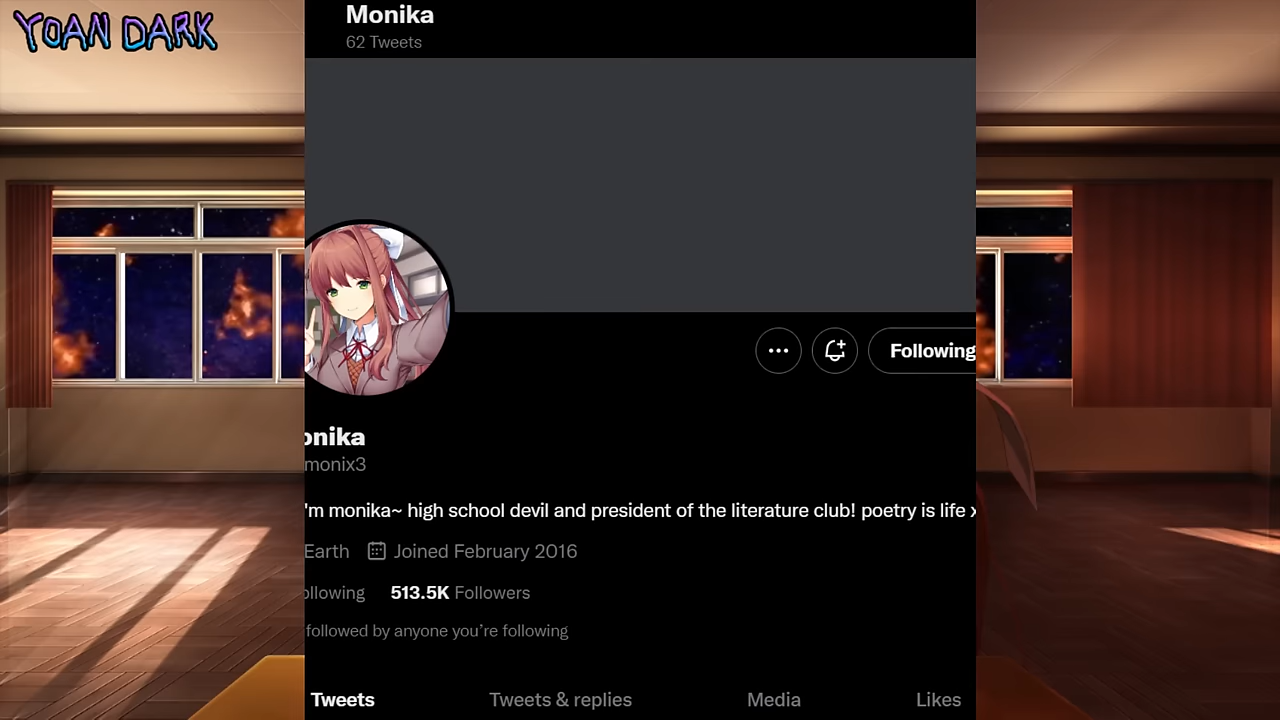 YOAN DARK
Monika
62 Tweets
Following
onika
monix3
'm monika~ high school devil and president of the literature club! poetry is life x
Earth Joined February 2016
ollowing 513.5K Followers
followed by anyone you're following
Tweets Tweets & replies Media Likes